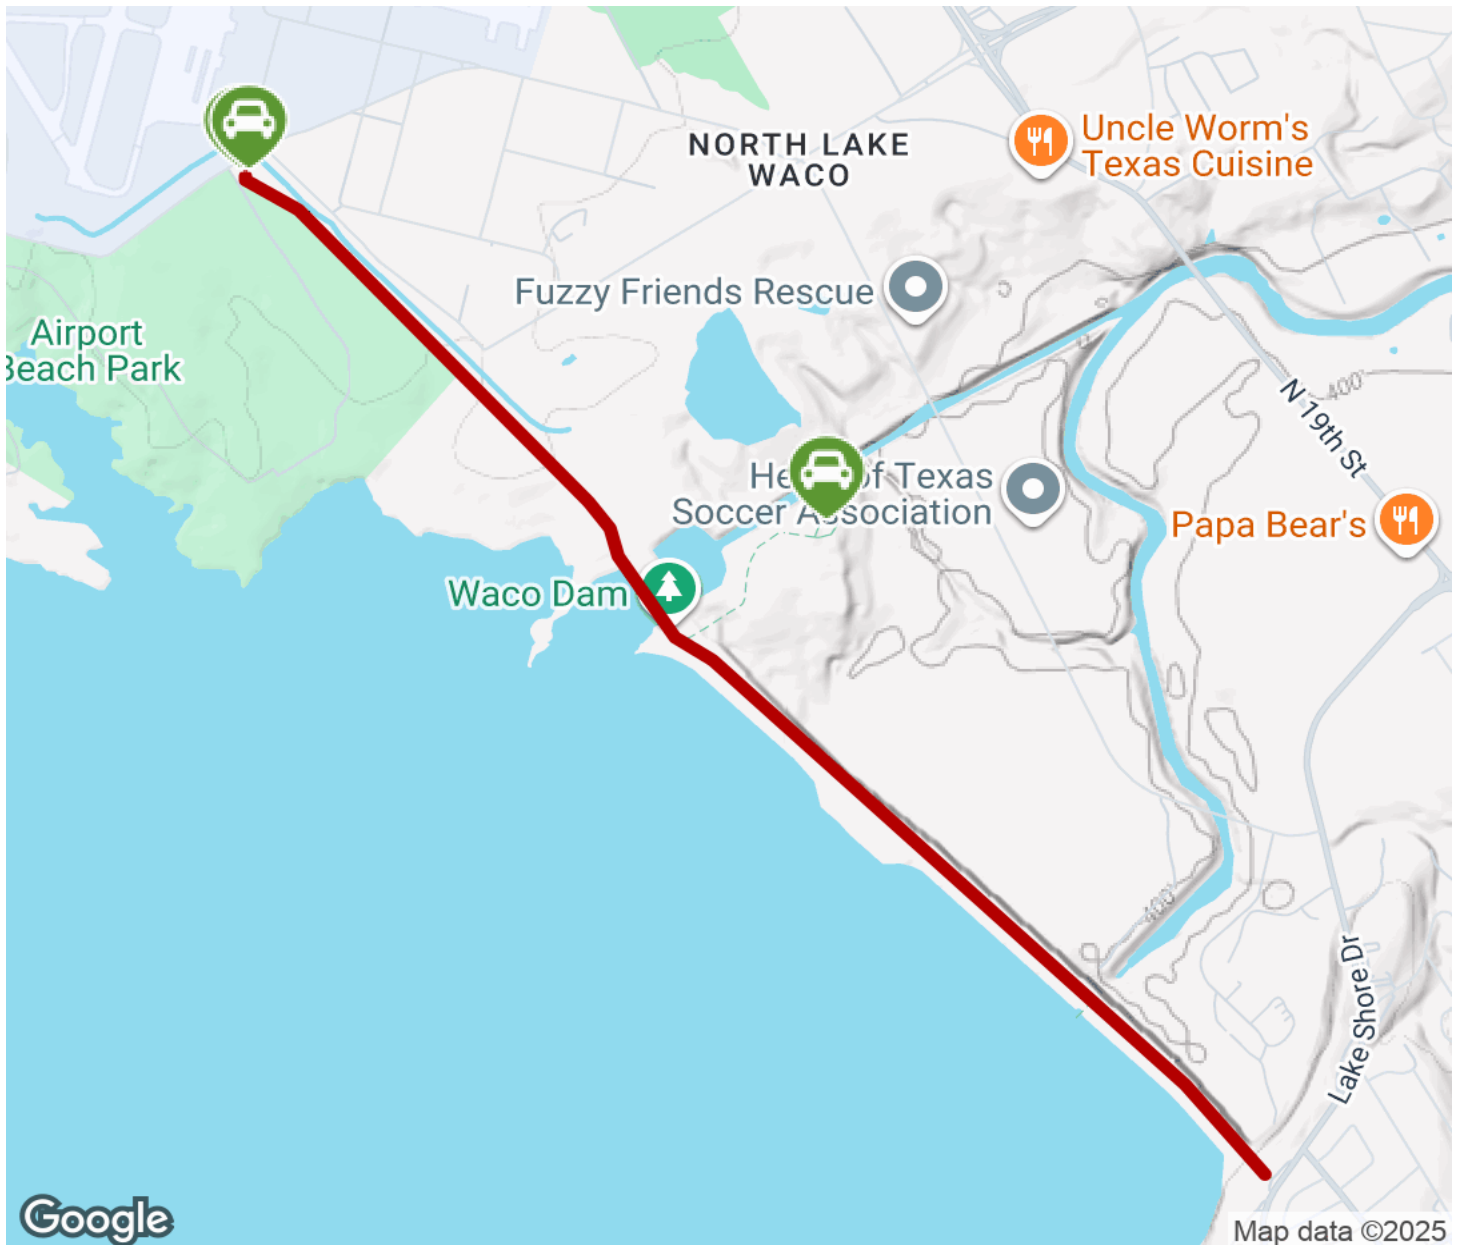 NORTH LAKE
WACO
Uncle Worm's
Texas Cuisine
Fuzzy Friends Rescue
Airport
Beach Park
400'
N 19th St
of Texas
Soccer Association
Papa Bear's
Waco Dam
400'
Lake Shore Dr
Google
Map data ©2025